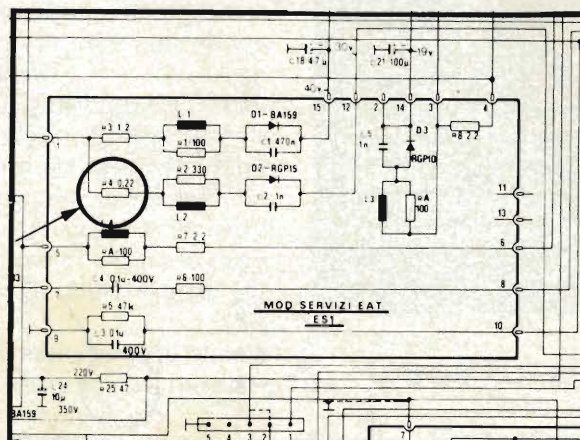 C18 4.7µ
30v
C21 100µ
19v
40v
15
12
2
14
3
4
1
R3 1.2
L1
R1 100
D1-BA159
C1 470n
R4 0.22
R2 330
L2
D2-RGP15
C2 1n
C5
1n
D3
RGP10
R8 2.2
L3
RA
100
11
13
5
RA 100
R7 2.2
6
7
C4 0.1µ-400V
R6 100
8
MOD SERVIZI EAT
ES1
9
R5 47k
C3 0.1µ
400V
10
C24
10µ
350V
220V
R25 47
BA159
5
4
3
2
1